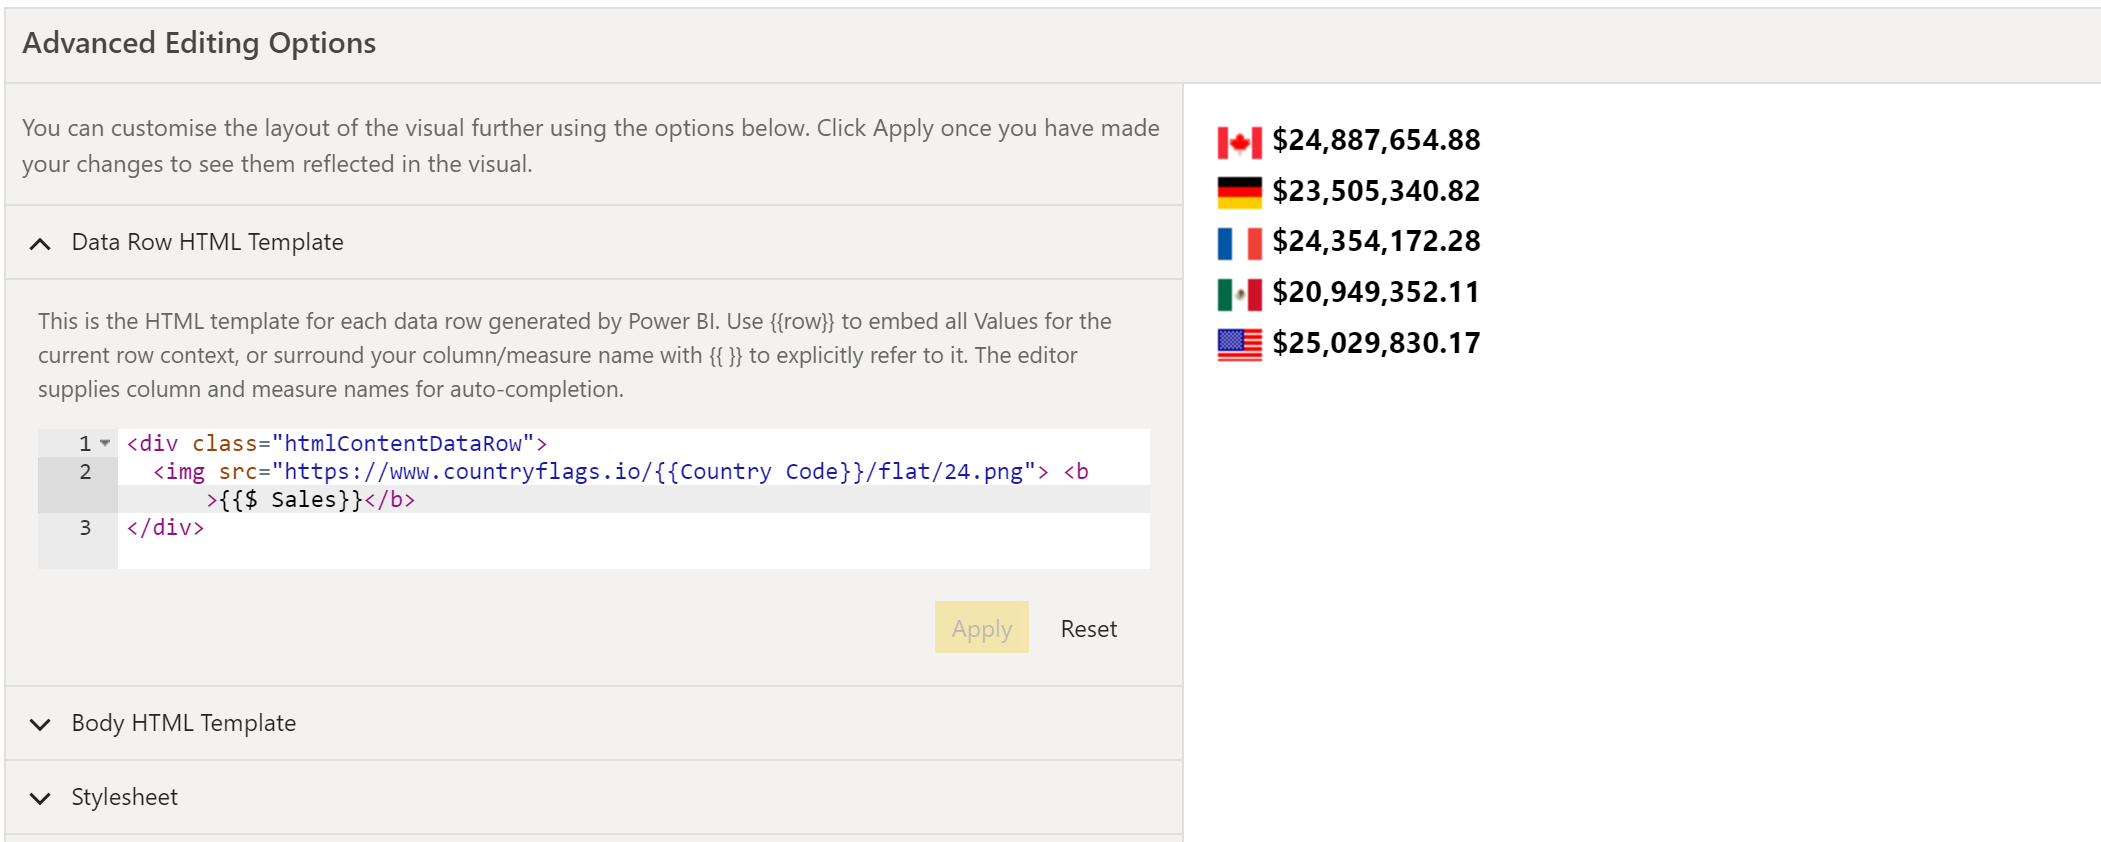 Advanced Editing Options
You can customise the layout of the visual further using the options below. Click Apply once you have made
your changes to see them reflected in the visual.
Data Row HTML Template
This is the HTML template for each data row generated by Power BI. Use {{row}} to embed all Values for the
current row context, or surround your column/measure name with {{ }} to explicitly refer to it. The editor
supplies column and measure names for auto-completion.
1 <div class="htmlContentDataRow">
2 <img src="https://www.countryflags.io/{{Country Code}}/flat/24.png"> <b
>{{$ Sales}}</b>
3 </div>
Apply Reset
Body HTML Template
Stylesheet
$24,887,654.88
$23,505,340.82
$24,354,172.28
$20,949,352.11
$25,029,830.17